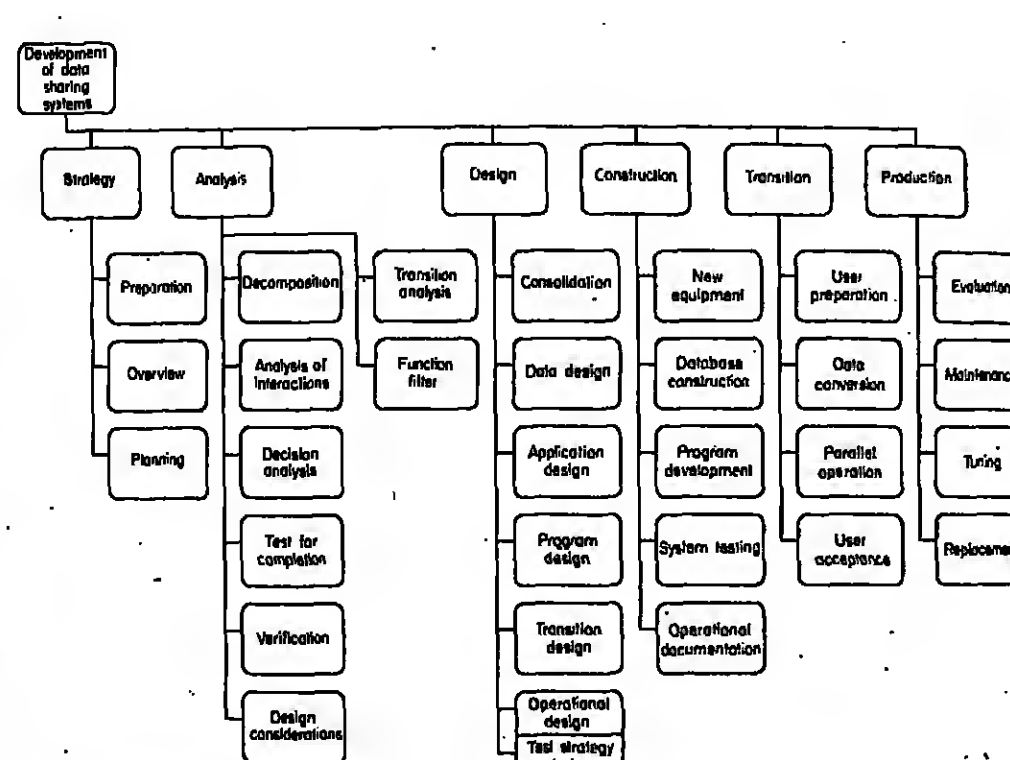 Development
of data
sharing
systems
Strategy
Analysis
Design
Construction
Transition
Production
Preparation
Overview
Planning
Decomposition
Analysis of
interactions
Decision
analysis
Test for
completion
Verification
Design
considerations
Transition
analysis
Function
filter
Consolidation
Data design
Application
design
Program
design
Transition
design
Operational
design
Test strategy
New
equipment
Database
construction
Program
development
System testing
Operational
documentation
User
preparation
Data
conversion
Parallel
operation
User
acceptance
Evaluation
Maintenanc
Tuning
Replacemen